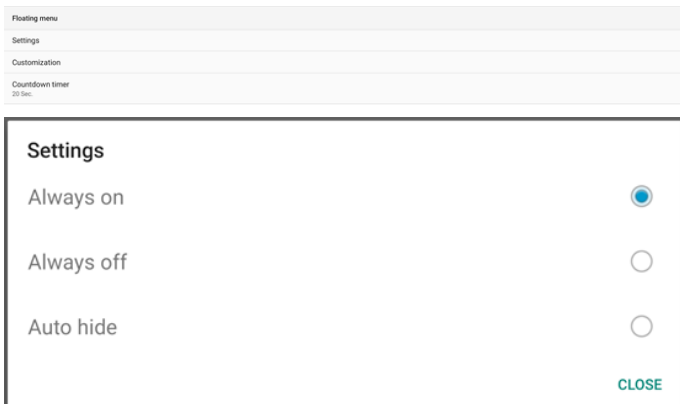 Floating menu
Settings
Customization
Countdown timer
20 Sec.
Settings
Always on
Always off
Auto hide
CLOSE